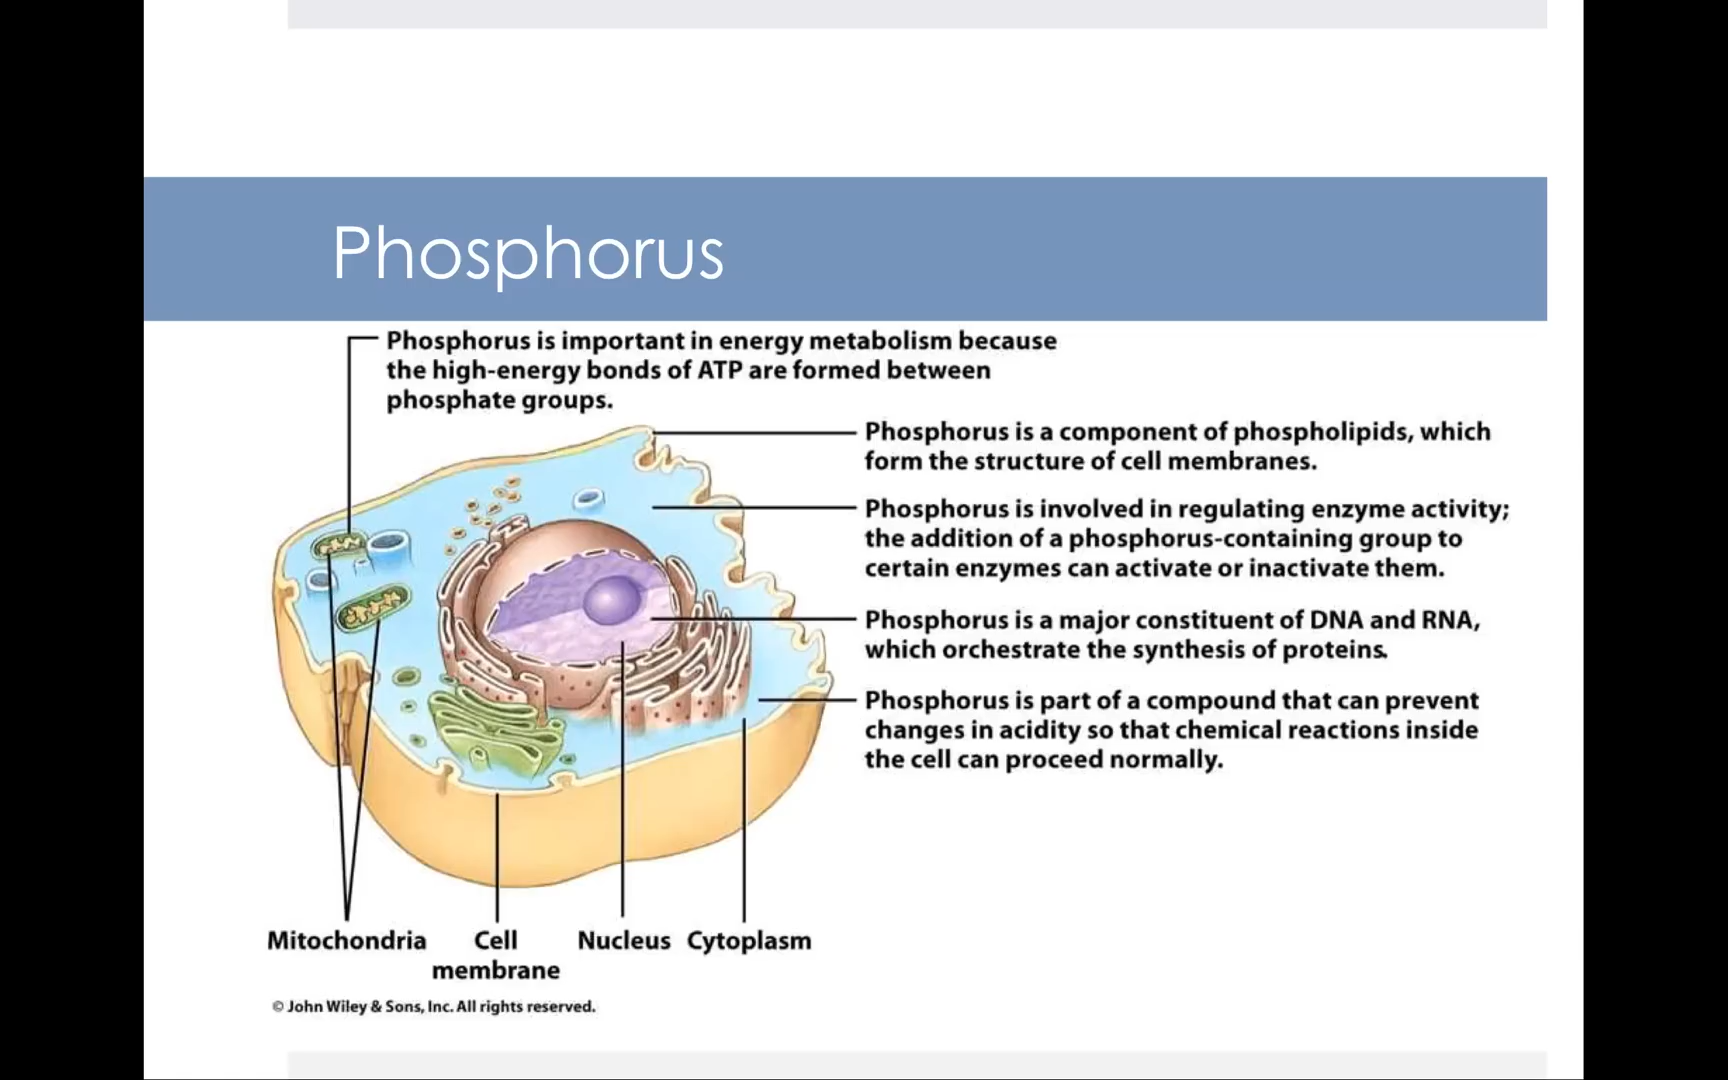 Phosphorus
Phosphorus is important in energy metabolism because
the high-energy bonds of ATP are formed between
phosphate groups.
Phosphorus is a component of phospholipids, which
form the structure of cell membranes.
Phosphorus is involved in regulating enzyme activity;
the addition of a phosphorus-containing group to
certain enzymes can activate or inactivate them.
Phosphorus is a major constituent of DNA and RNA,
which orchestrate the synthesis of proteins.
Phosphorus is part of a compound that can prevent
changes in acidity so that chemical reactions inside
the cell can proceed normally.
Mitochondria
Cell
membrane
Nucleus
Cytoplasm
© John Wiley & Sons, Inc. All rights reserved.